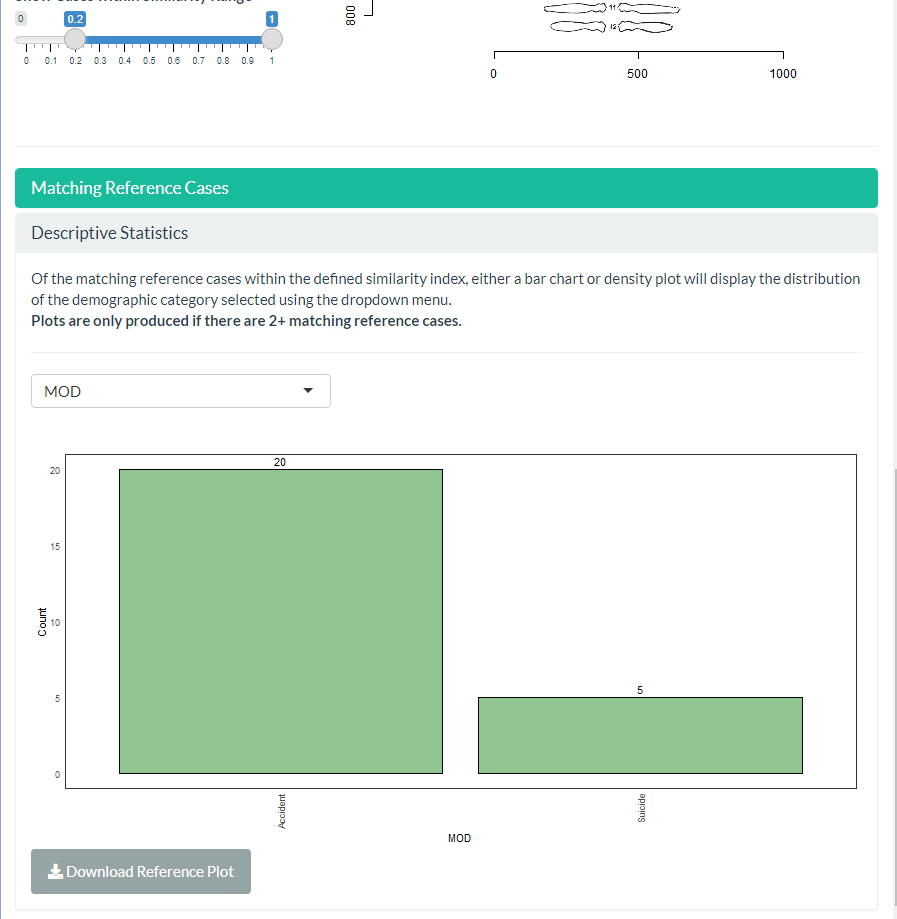 0
0.2
1
0 0.1 0.2 0.3 0.4 0.5 0.6 0.7 0.8 0.9 1
800
11
12
0 500 1000
Matching Reference Cases
Descriptive Statistics
Of the matching reference cases within the defined similarity index, either a bar chart or density plot will display the distribution
of the demographic category selected using the dropdown menu.
Plots are only produced if there are 2+ matching reference cases.
MOD
20
20
15
Count
10
5
5
0
Accident
Suicide
MOD
Download Reference Plot